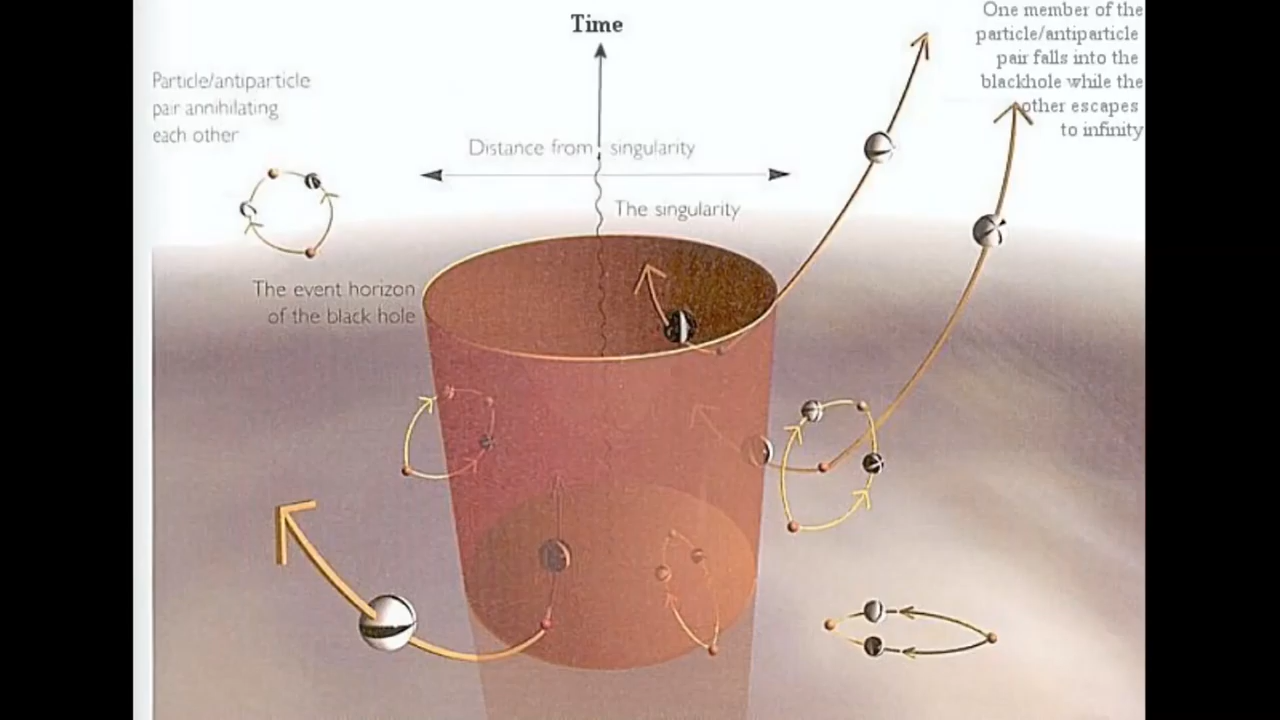 Time
One member of the
particle/antiparticle
pair falls into the
blackhole while the
other escapes
to infinity
Particle/antiparticle
pair annihilating
each other
Distance from singularity
The singularity
The event horizon
of the black hole